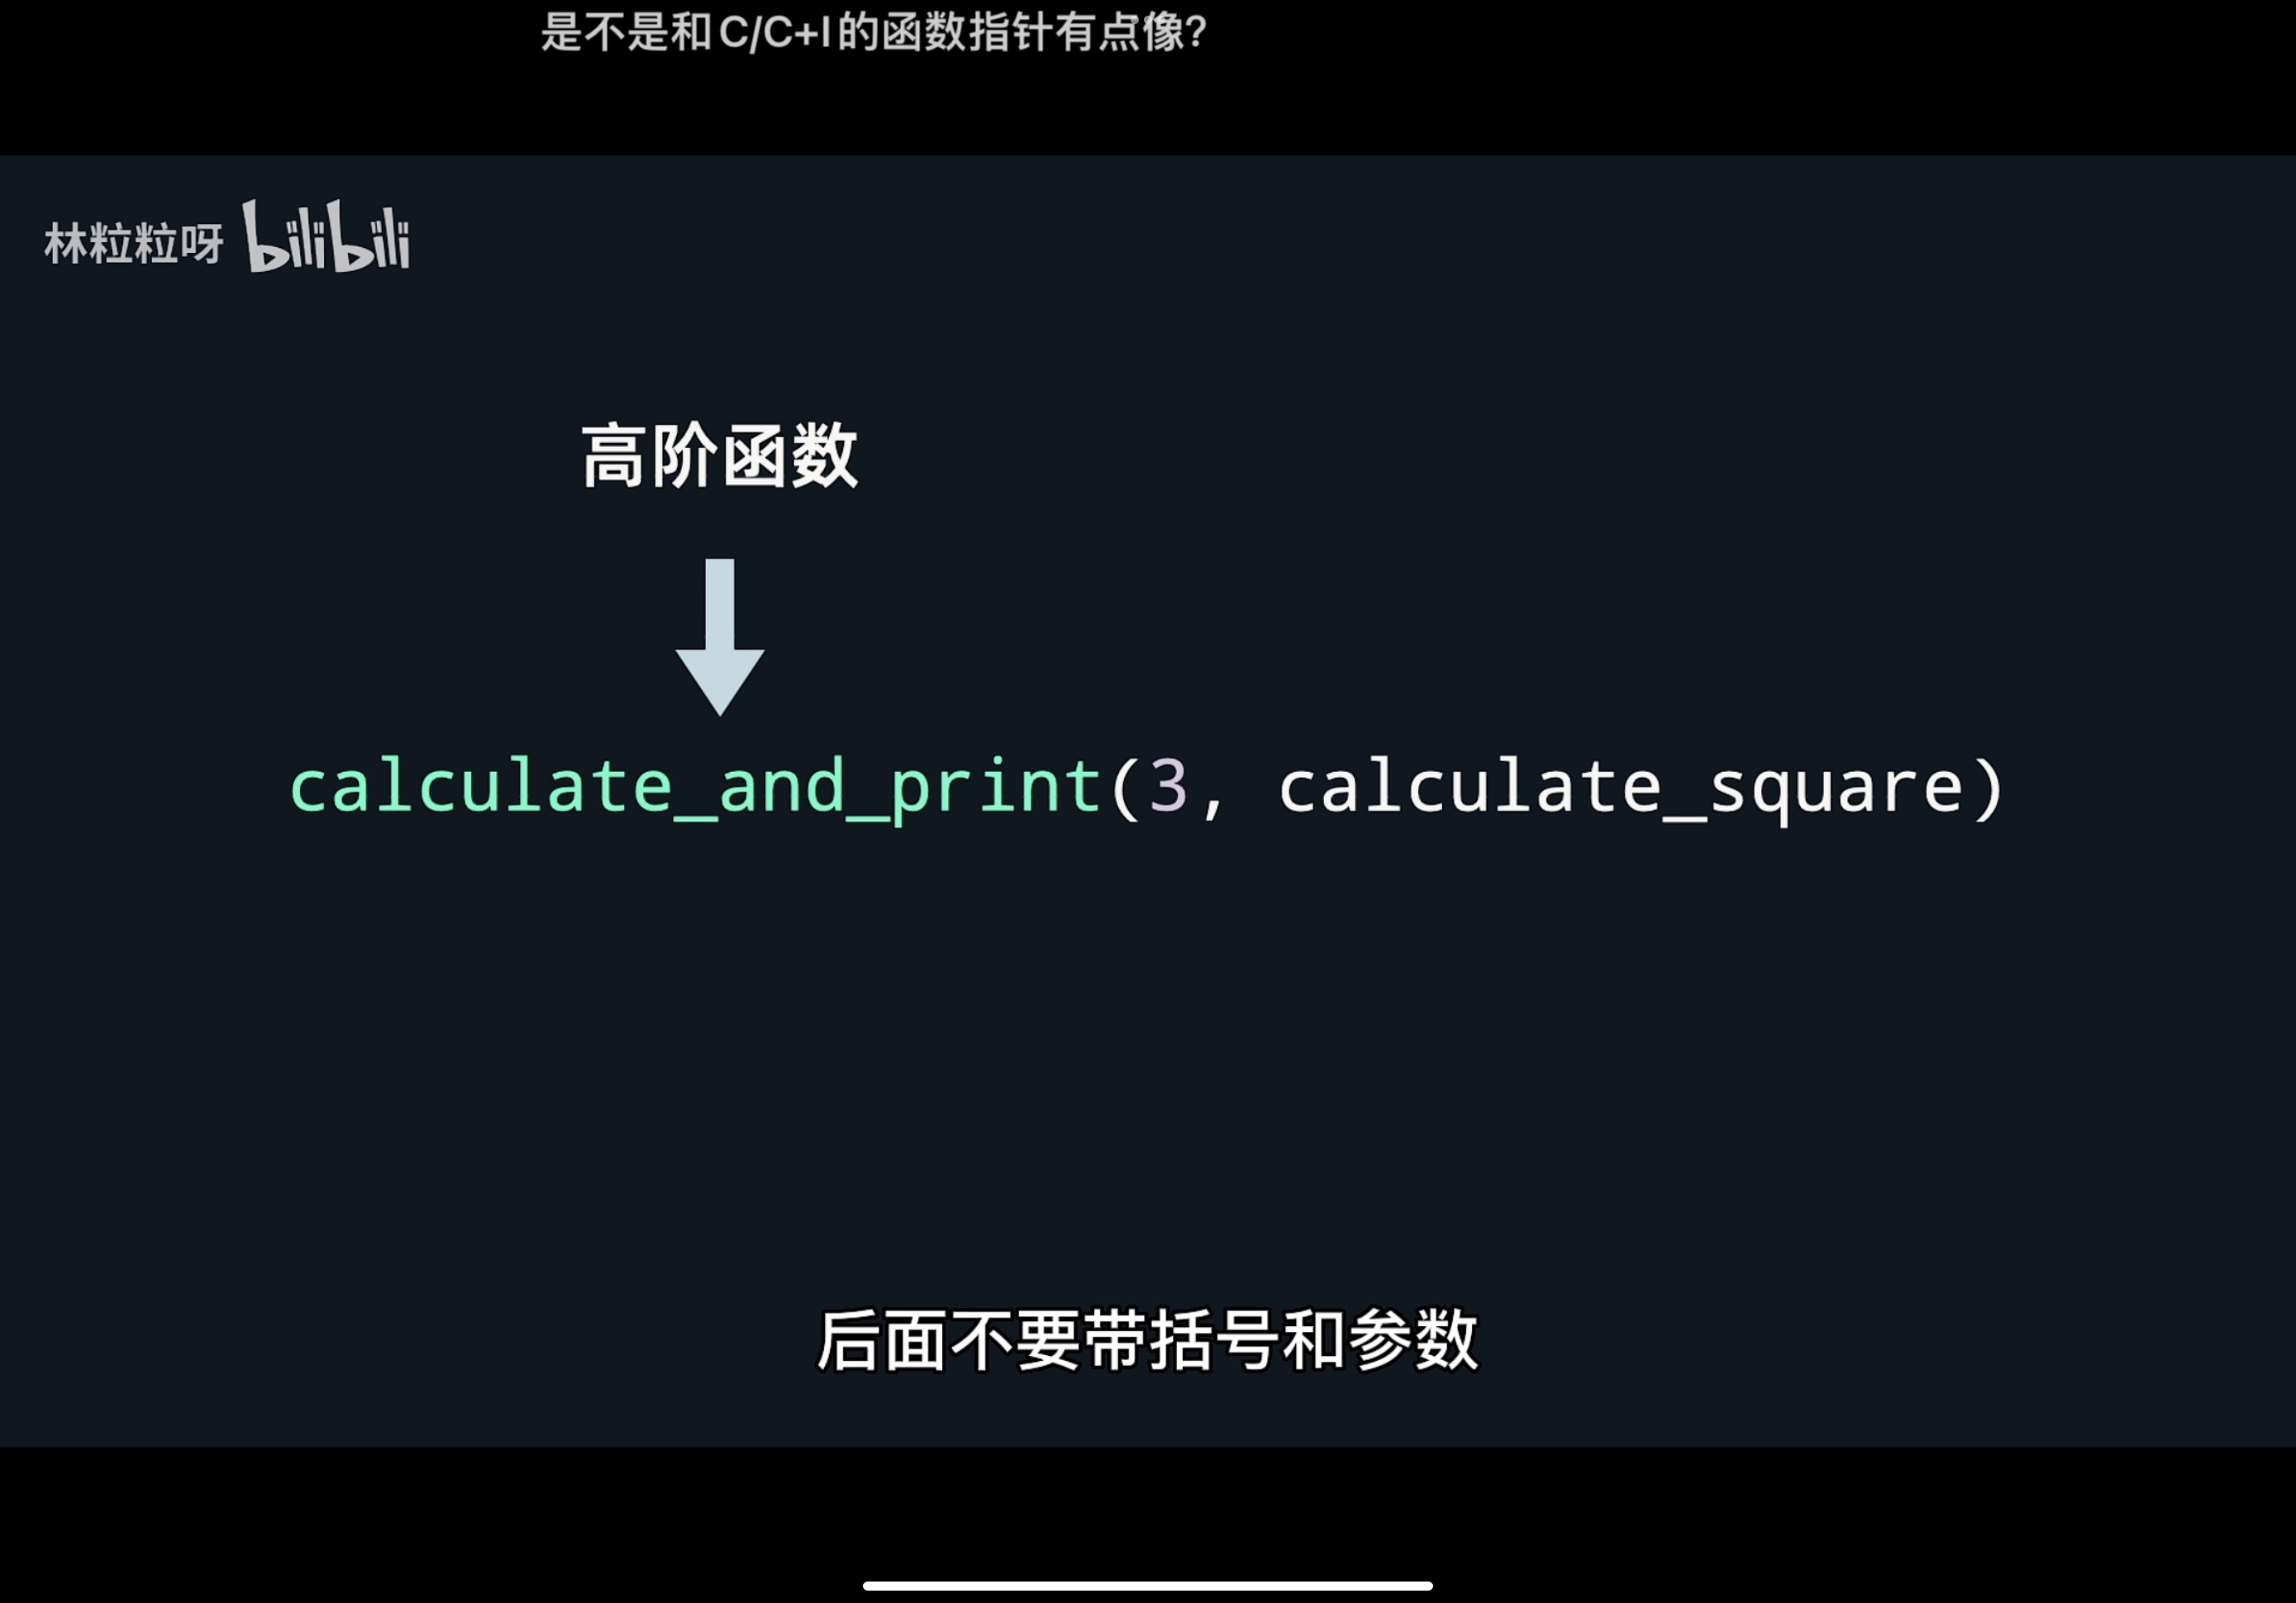 是不是和C/C+I的函数指针有点像?
林粒粒呀 bilibili
高阶函数
calculate_and_print(3, calculate_square)
后面不要带括号和参数